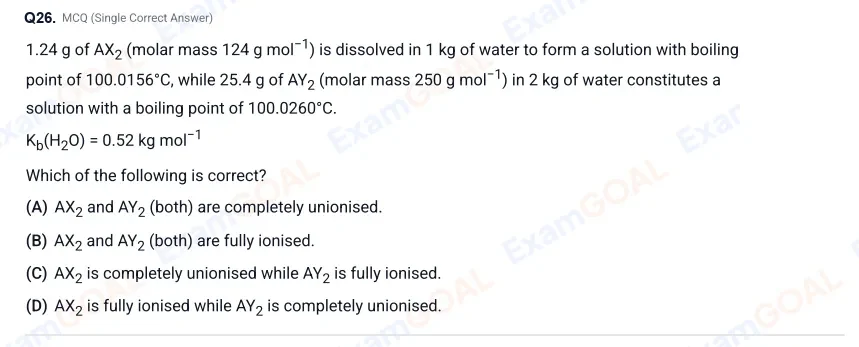 Q26. MCQ (Single Correct Answer)
1.24 g of AX₂ (molar mass 124 g mol⁻¹) is dissolved in 1 kg of water to form a solution with boiling
point of 100.0156°C, while 25.4 g of AY₂ (molar mass 250 g mol⁻¹) in 2 kg of water constitutes a
solution with a boiling point of 100.0260°C.
K_b(H₂O) = 0.52 kg mol⁻¹
Which of the following is correct?
(A) AX₂ and AY₂ (both) are completely unionised.
(B) AX₂ and AY₂ (both) are fully ionised.
(C) AX₂ is completely unionised while AY₂ is fully ionised.
(D) AX₂ is fully ionised while AY₂ is completely unionised.
ExamGOAL
ExamGOAL